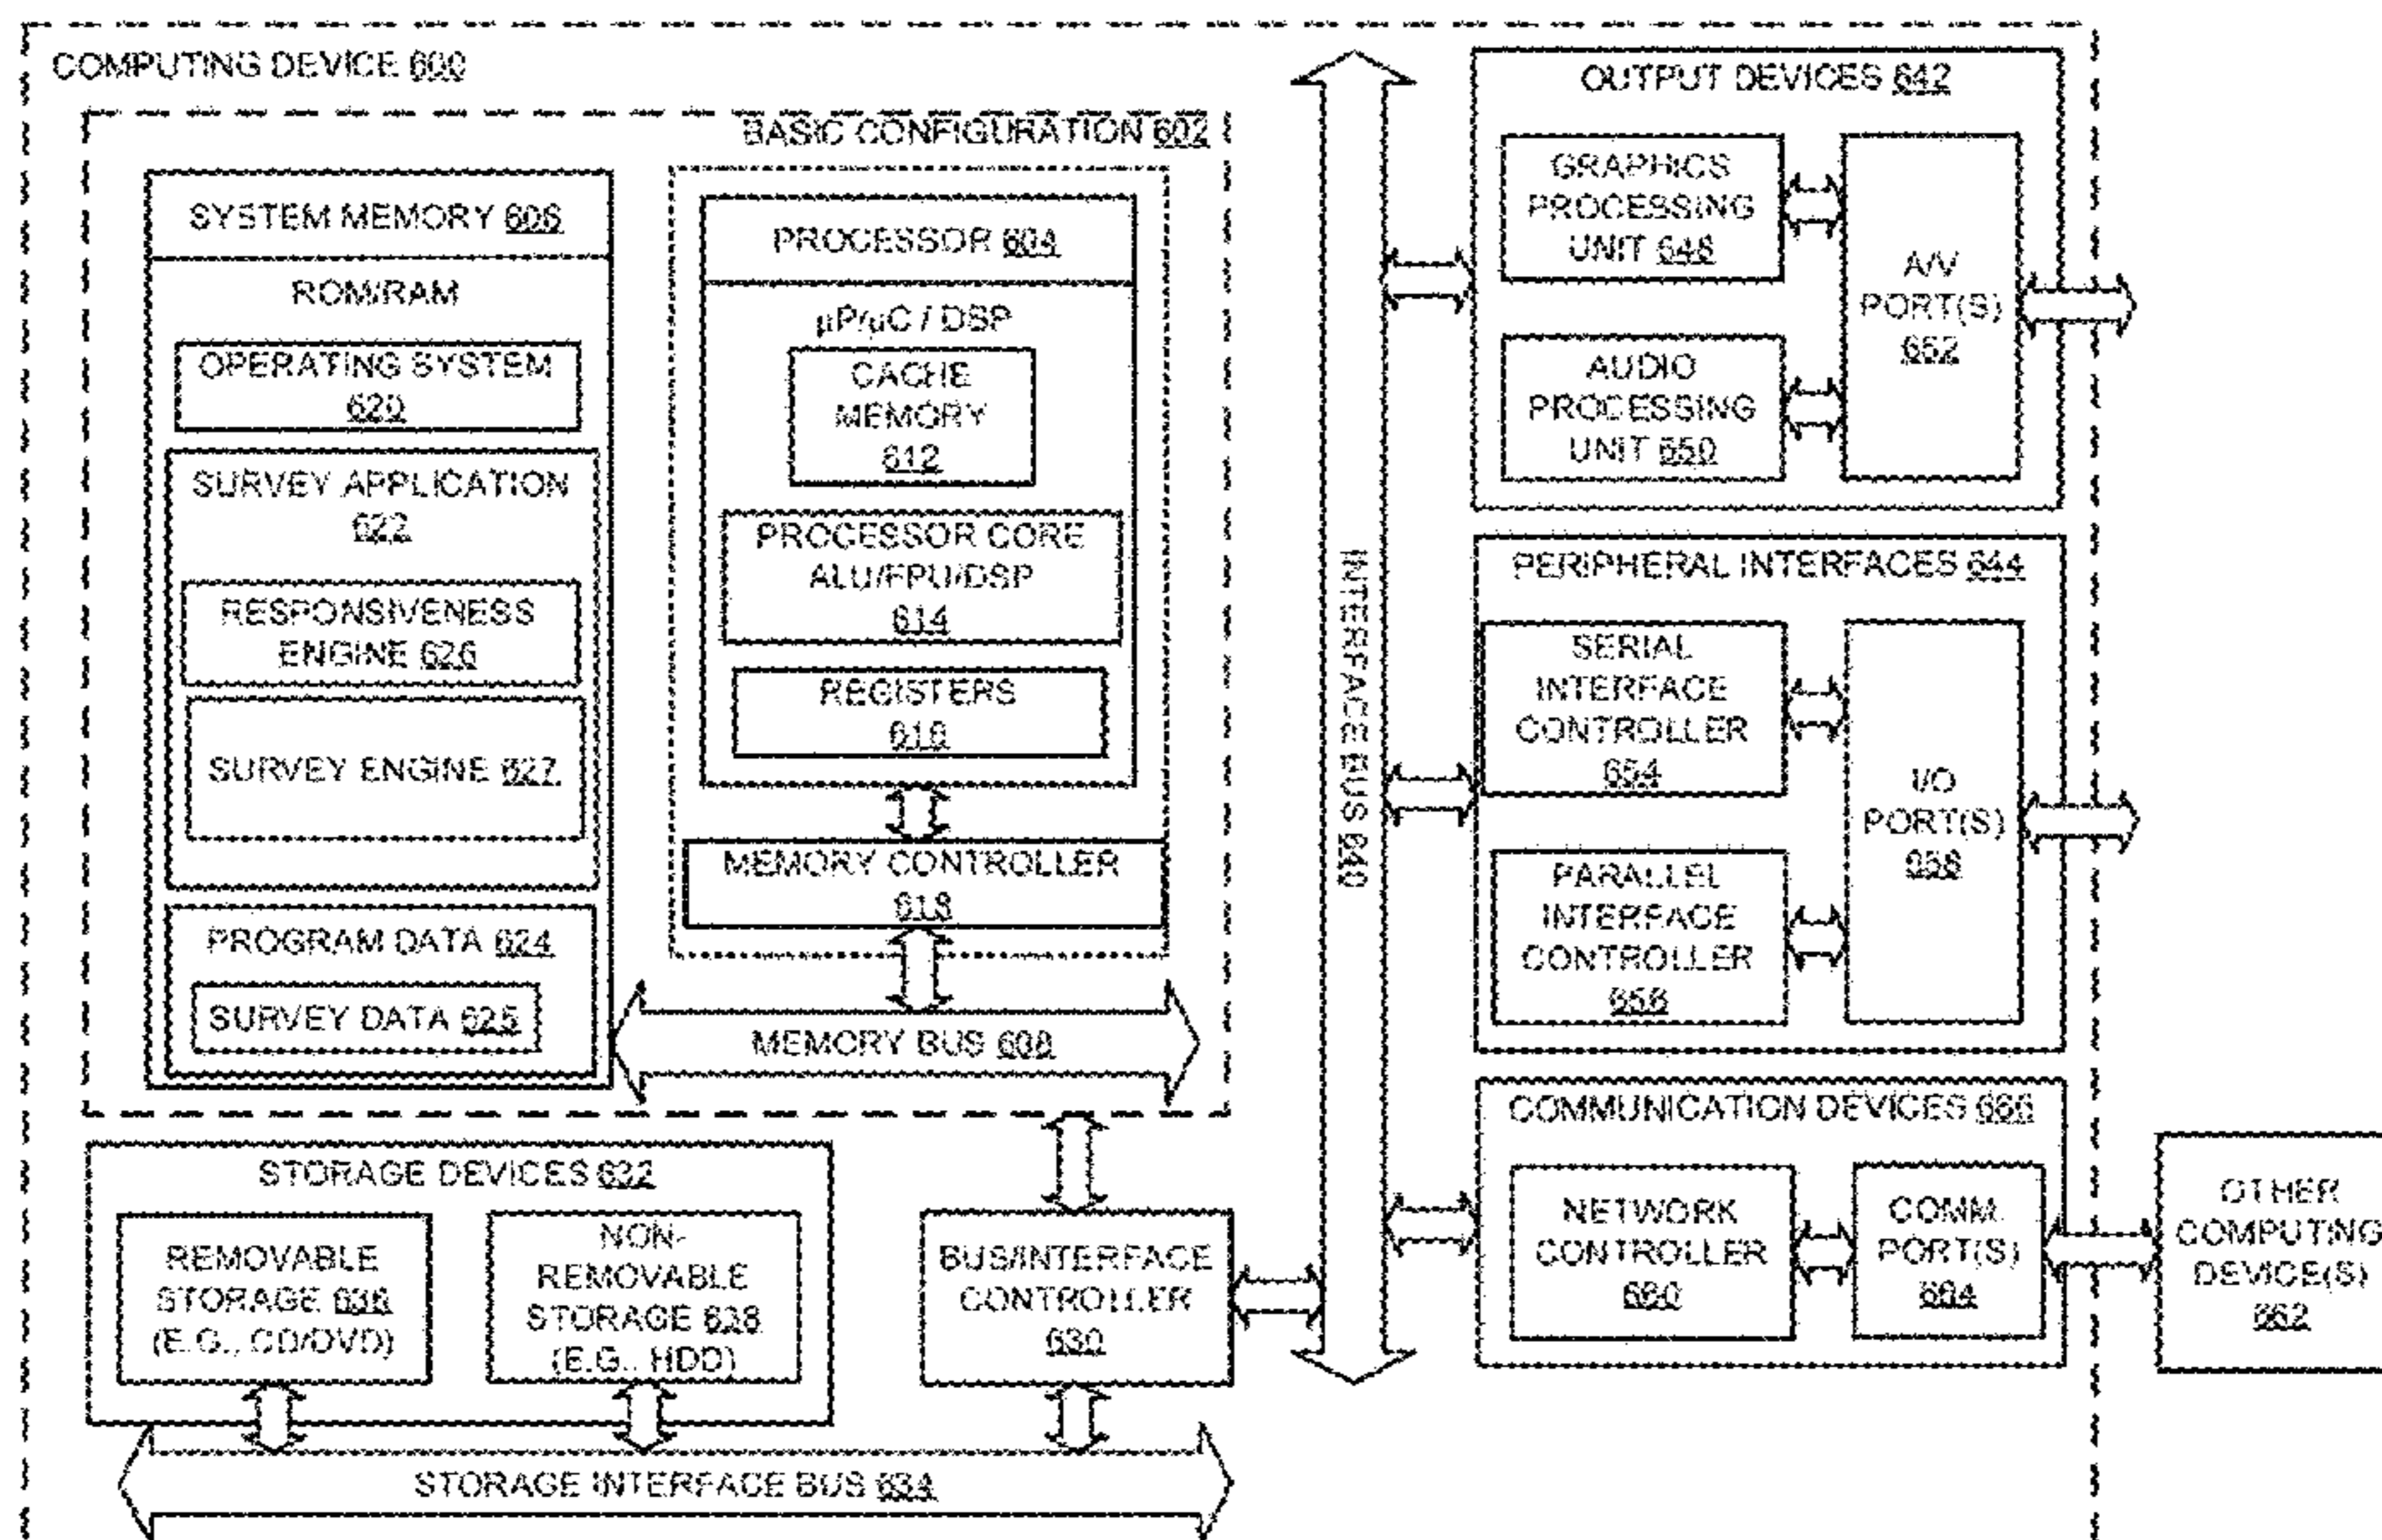 COMPUTING DEVICE 600
BASIC CONFIGURATION 602
SYSTEM MEMORY 606
ROM/RAM
OPERATING SYSTEM
620
SURVEY APPLICATION
622
RESPONSIVENESS
ENGINE 626
SURVEY ENGINE 627
PROGRAM DATA 624
SURVEY DATA 625
PROCESSOR 604
µP/µC / DSP
CACHE
MEMORY
612
PROCESSOR CORE
ALU/FPU/DSP
614
REGISTERS
616
MEMORY CONTROLLER
618
MEMORY BUS 608
STORAGE DEVICES 632
REMOVABLE
STORAGE 636
(E.G., CD/DVD)
NON-
REMOVABLE
STORAGE 638
(E.G., HDD)
BUS/INTERFACE
CONTROLLER
630
STORAGE INTERFACE BUS 634
INTERFACE BUS 640
OUTPUT DEVICES 642
GRAPHICS
PROCESSING
UNIT 648
AUDIO
PROCESSING
UNIT 650
A/V
PORT(S)
652
PERIPHERAL INTERFACES 644
SERIAL
INTERFACE
CONTROLLER
654
PARALLEL
INTERFACE
CONTROLLER
656
I/O
PORT(S)
658
COMMUNICATION DEVICES 666
NETWORK
CONTROLLER
660
COMM.
PORT(S)
664
OTHER
COMPUTING
DEVICE(S)
662